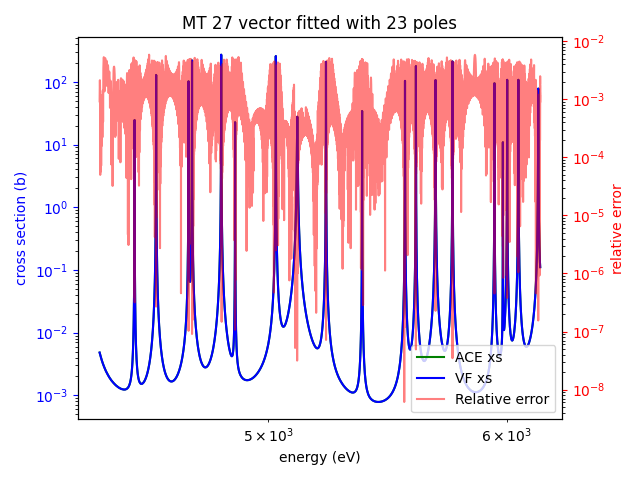 MT 27 vector fitted with 23 poles
cross section (b)
10²
10¹
10⁰
10⁻¹
10⁻²
10⁻³
10⁻²
10⁻³
10⁻⁴
10⁻⁵
10⁻⁶
10⁻⁷
10⁻⁸
relative error
ACE xs
VF xs
Relative error
5 × 10³
6 × 10³
energy (eV)